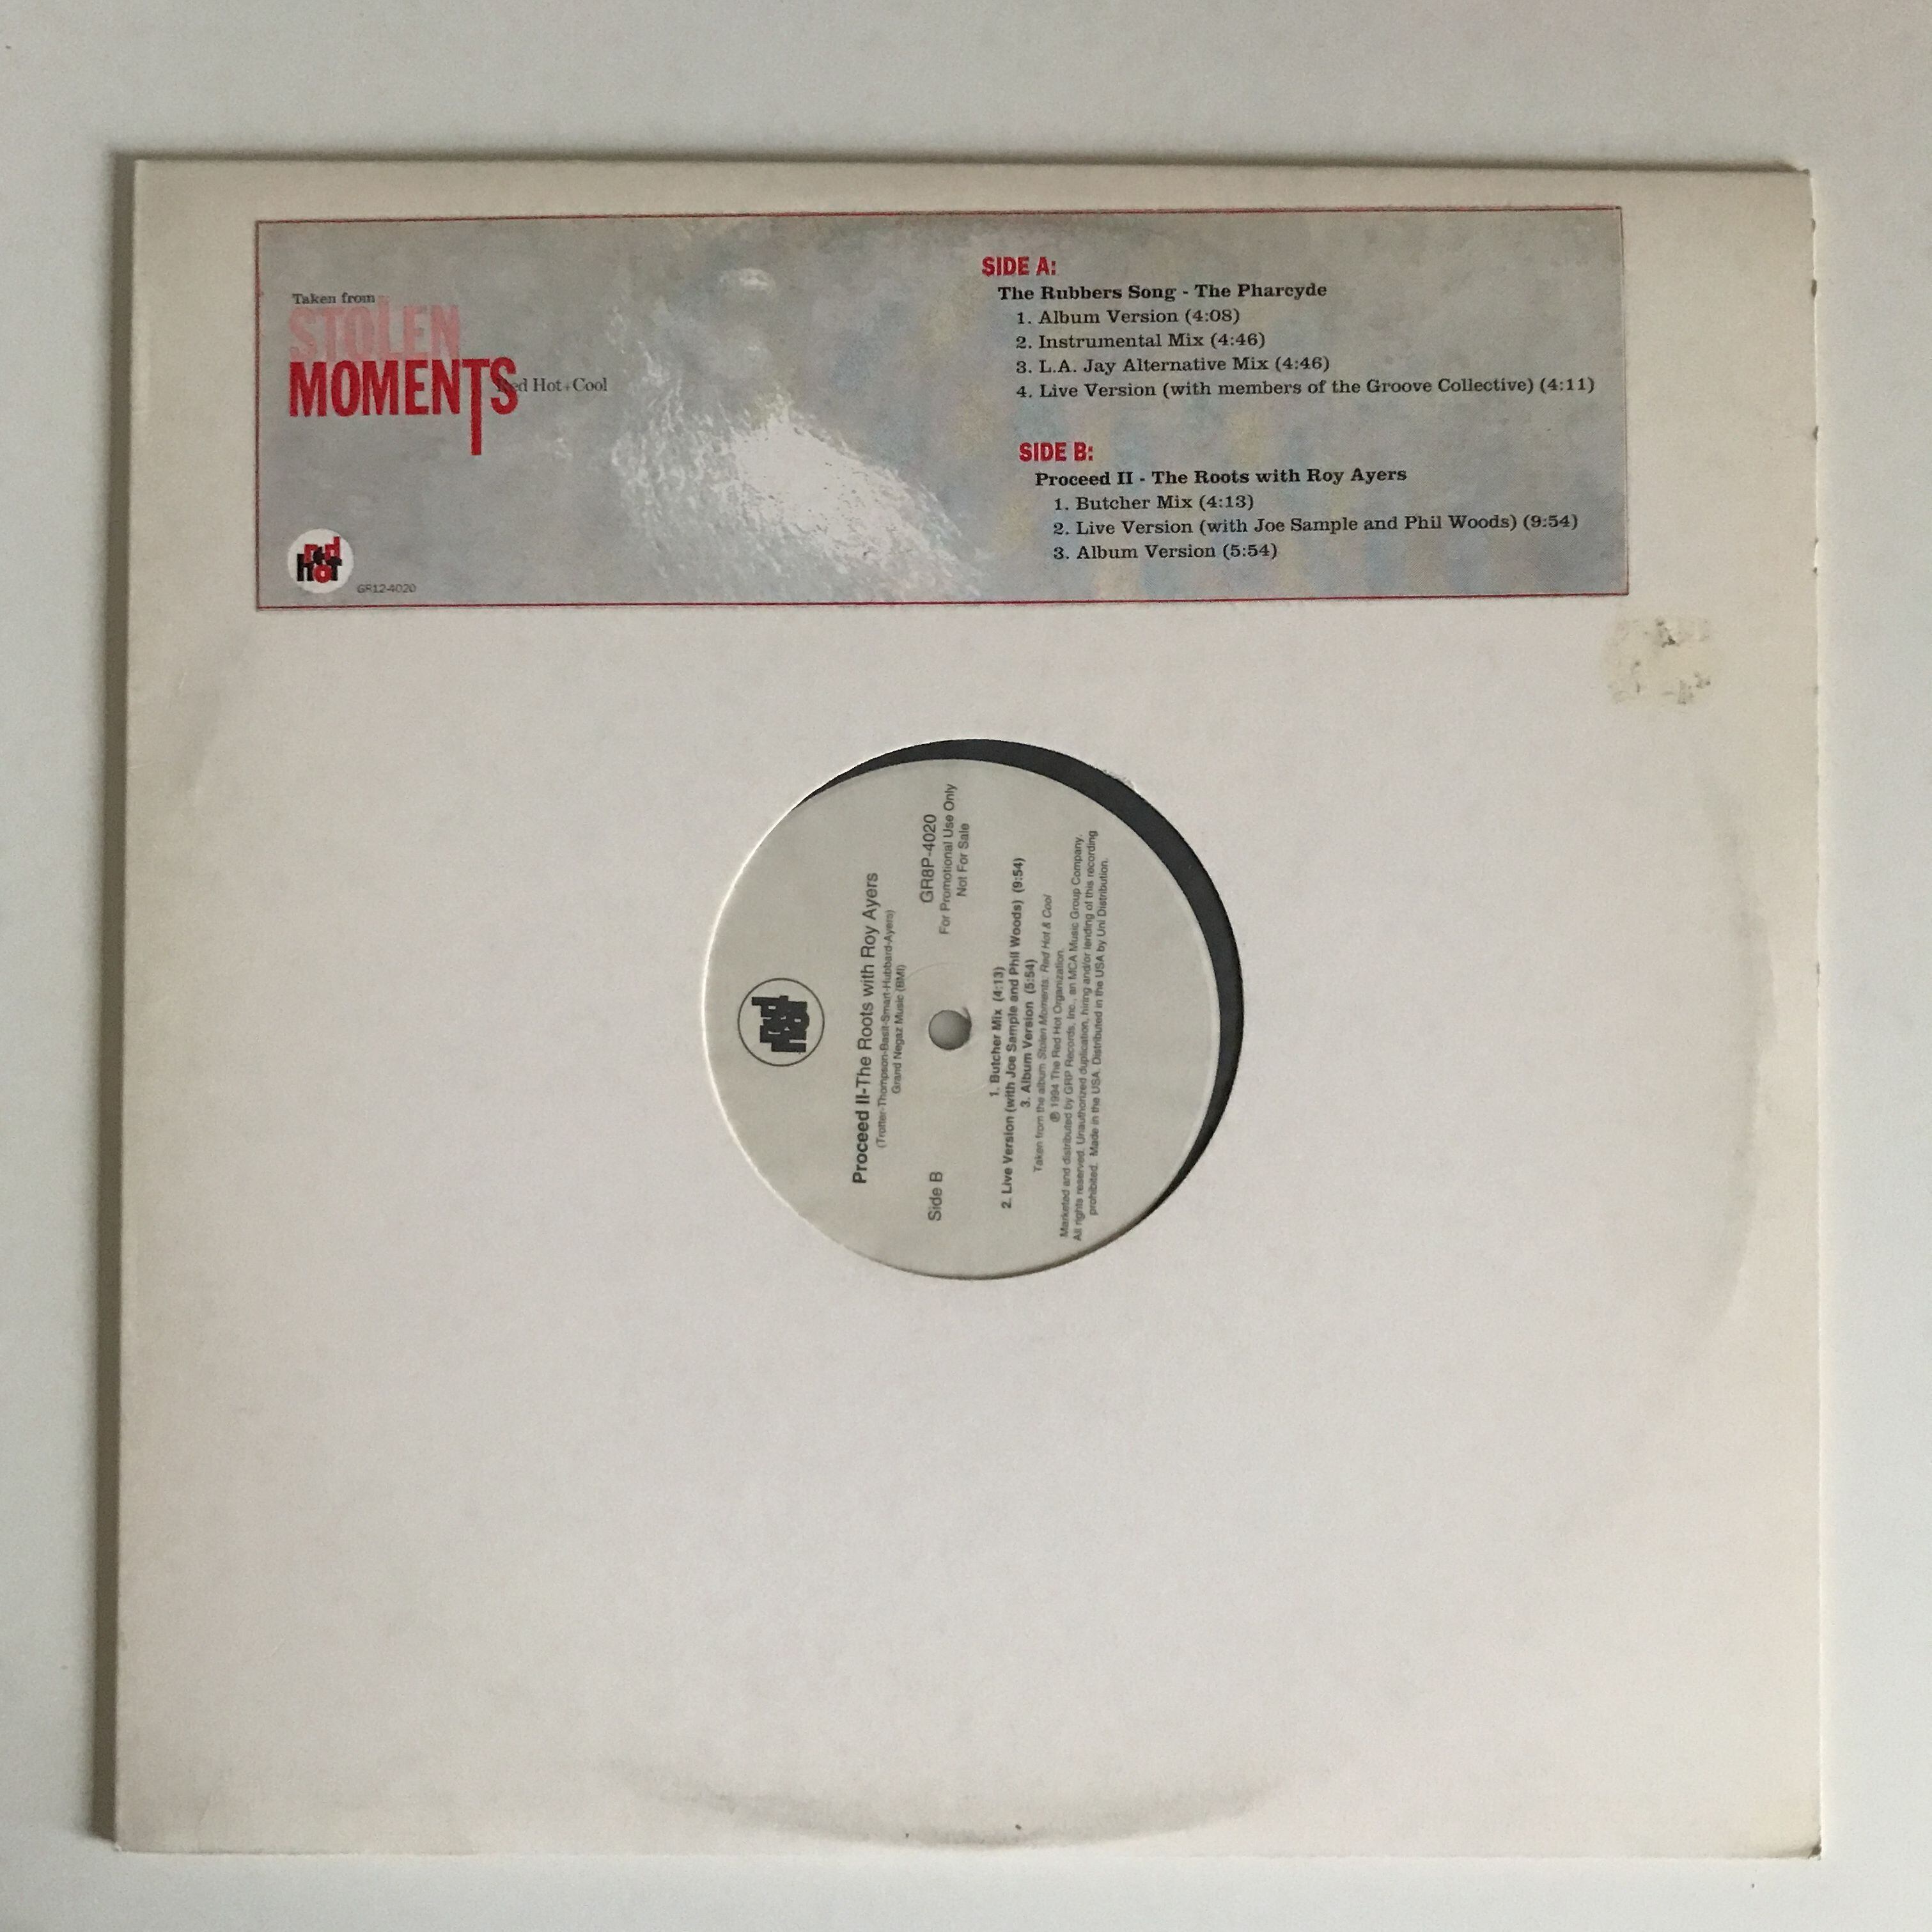 Taken from
STOLEN
MOMENTS
Red Hot+Cool
red
hot
GR12-4020
SIDE A:
The Rubbers Song - The Pharcyde
1. Album Version (4:08)
2. Instrumental Mix (4:46)
3. L.A. Jay Alternative Mix (4:46)
4. Live Version (with members of the Groove Collective) (4:11)
SIDE B:
Proceed II - The Roots with Roy Ayers
1. Butcher Mix (4:13)
2. Live Version (with Joe Sample and Phil Woods) (9:54)
3. Album Version (5:54)
red
hot
Proceed II-The Roots with Roy Ayers
(Trotter-Thompson-Basit-Smart-Hubbard-Ayers)
Grand Negaz Music (BMI)
Side B
GR8P-4020
For Promotional Use Only
Not For Sale
1. Butcher Mix (4:13)
2. Live Version (with Joe Sample and Phil Woods) (9:54)
3. Album Version (5:54)
Taken from the album Stolen Moments: Red Hot & Cool
℗ 1994 The Red Hot Organization.
Marketed and distributed by GRP Records, Inc., an MCA Music Group Company.
All rights reserved. Unauthorized duplication, hiring and/or lending of this recording
prohibited. Made in the USA. Distributed in the USA by Uni Distribution.